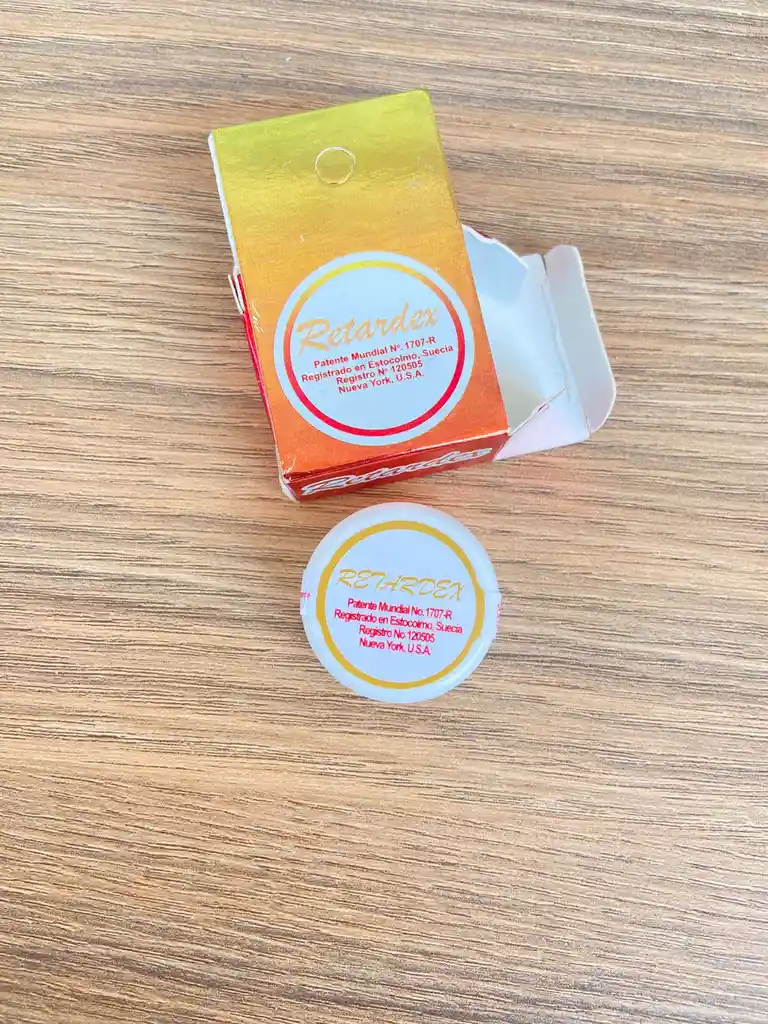 Retardex
Patente Mundial Nº. 1707-R
Registrado en Estocolmo, Suecia
Registro Nº 120505
Nueva York, U.S.A.
Retardex
RETARDEX
Patente Mundial No. 1707-R
Registrado en Estocolmo, Suecia
Registro No 120505
Nueva York, U.S.A.